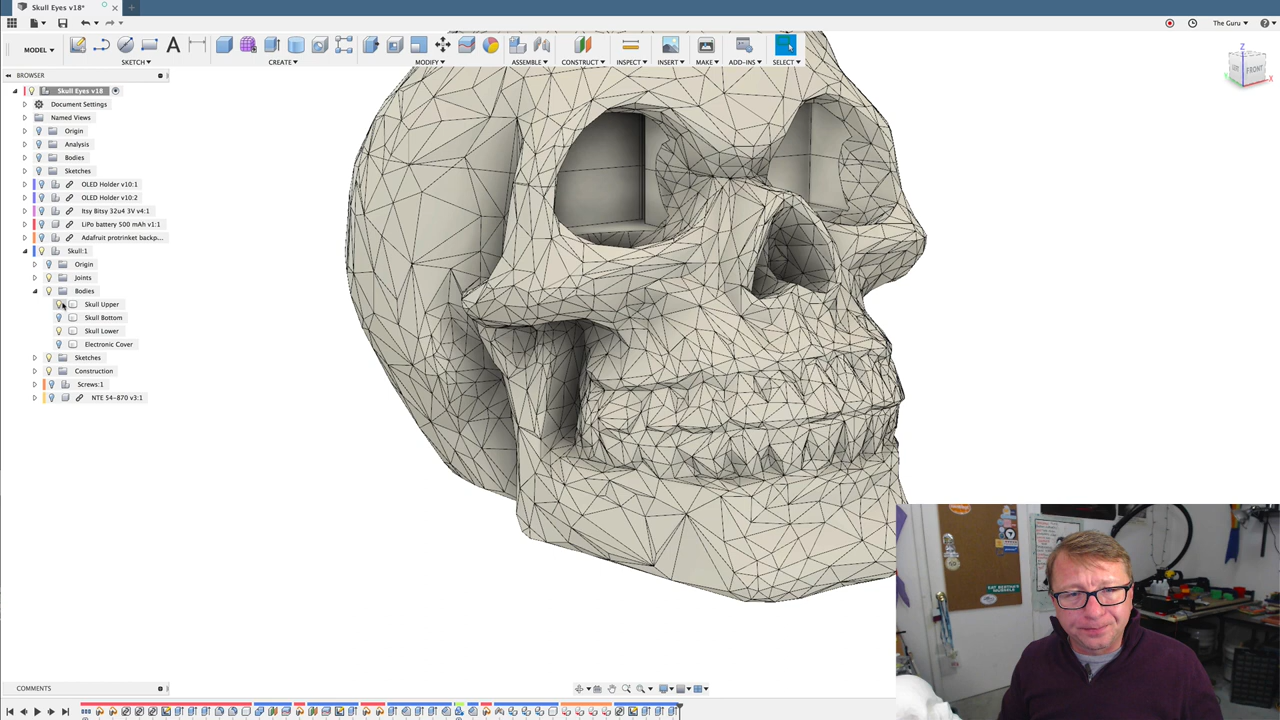 Skull Eyes v18*
The Guru
MODEL
SKETCH
CREATE
MODIFY
ASSEMBLE
CONSTRUCT
INSPECT
INSERT
MAKE
ADD-INS
SELECT
Z
FRONT
X
BROWSER
Skull Eyes v18
Document Settings
Named Views
Origin
Analysis
Bodies
Sketches
OLED Holder v10:1
OLED Holder v10:2
Itsy Bitsy 32u4 3V v4:1
LiPo battery 500 mAh v1:1
Adafruit protrinket backp...
Skull:1
Origin
Joints
Bodies
Skull Upper
Skull Bottom
Skull Lower
Electronic Cover
Sketches
Construction
Screws:1
NTE 54-870 v3:1
COMMENTS